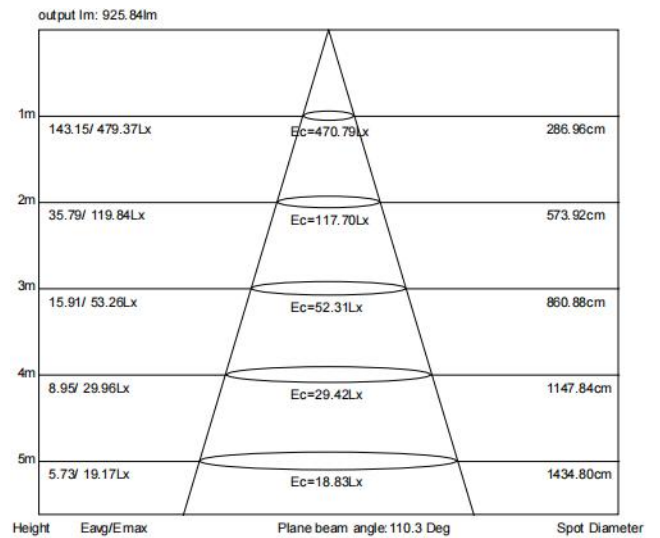 output lm: 925.84lm
1m
143.15/ 479.37Lx
Ec=470.79Lx
286.96cm
2m
35.79/ 119.84Lx
Ec=117.70Lx
573.92cm
3m
15.91/ 53.26Lx
Ec=52.31Lx
860.88cm
4m
8.95/ 29.96Lx
Ec=29.42Lx
1147.84cm
5m
5.73/ 19.17Lx
Ec=18.83Lx
1434.80cm
Height Eavg/Emax Plane beam angle:110.3 Deg Spot Diameter